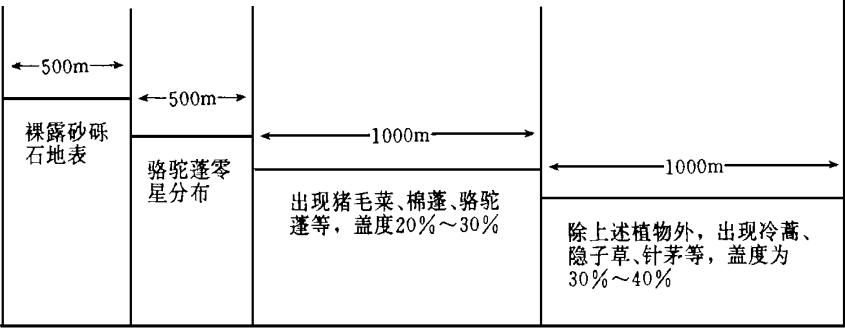 500m
裸露砂砾
石地表
500m
骆驼蓬零
星分布
1000m
出现猪毛菜、棉蓬、骆驼
蓬等，盖度20%～30%
1000m
除上述植物外，出现冷蒿、
隐子草、针茅等，盖度为
30%～40%